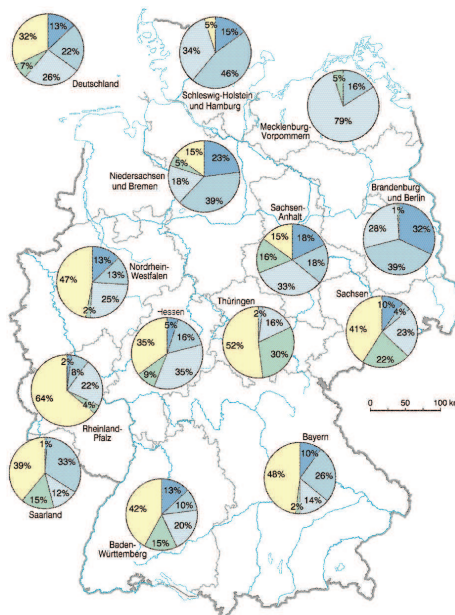 32%
13%
22%
7%
26%
Deutschland
5%
15%
34%
46%
Schleswig-Holstein
und Hamburg
5%
16%
79%
Mecklenburg-
Vorpommern
15%
23%
5%
18%
39%
Niedersachsen
und Bremen
Brandenburg
und Berlin
1%
28%
32%
39%
Sachsen-
Anhalt
15%
18%
16%
18%
33%
Nordrhein-
Westfalen
13%
47%
13%
25%
2%
Hessen
5%
35%
16%
9%
35%
Thüringen
2%
16%
52%
30%
Sachsen
10%
4%
41%
23%
22%
2%
8%
22%
64%
4%
Rheinland-
Pfalz
0 50 100 km
1%
39%
33%
15%
12%
Saarland
13%
42%
10%
20%
15%
Baden-
Württemberg
Bayern
10%
48%
26%
14%
2%